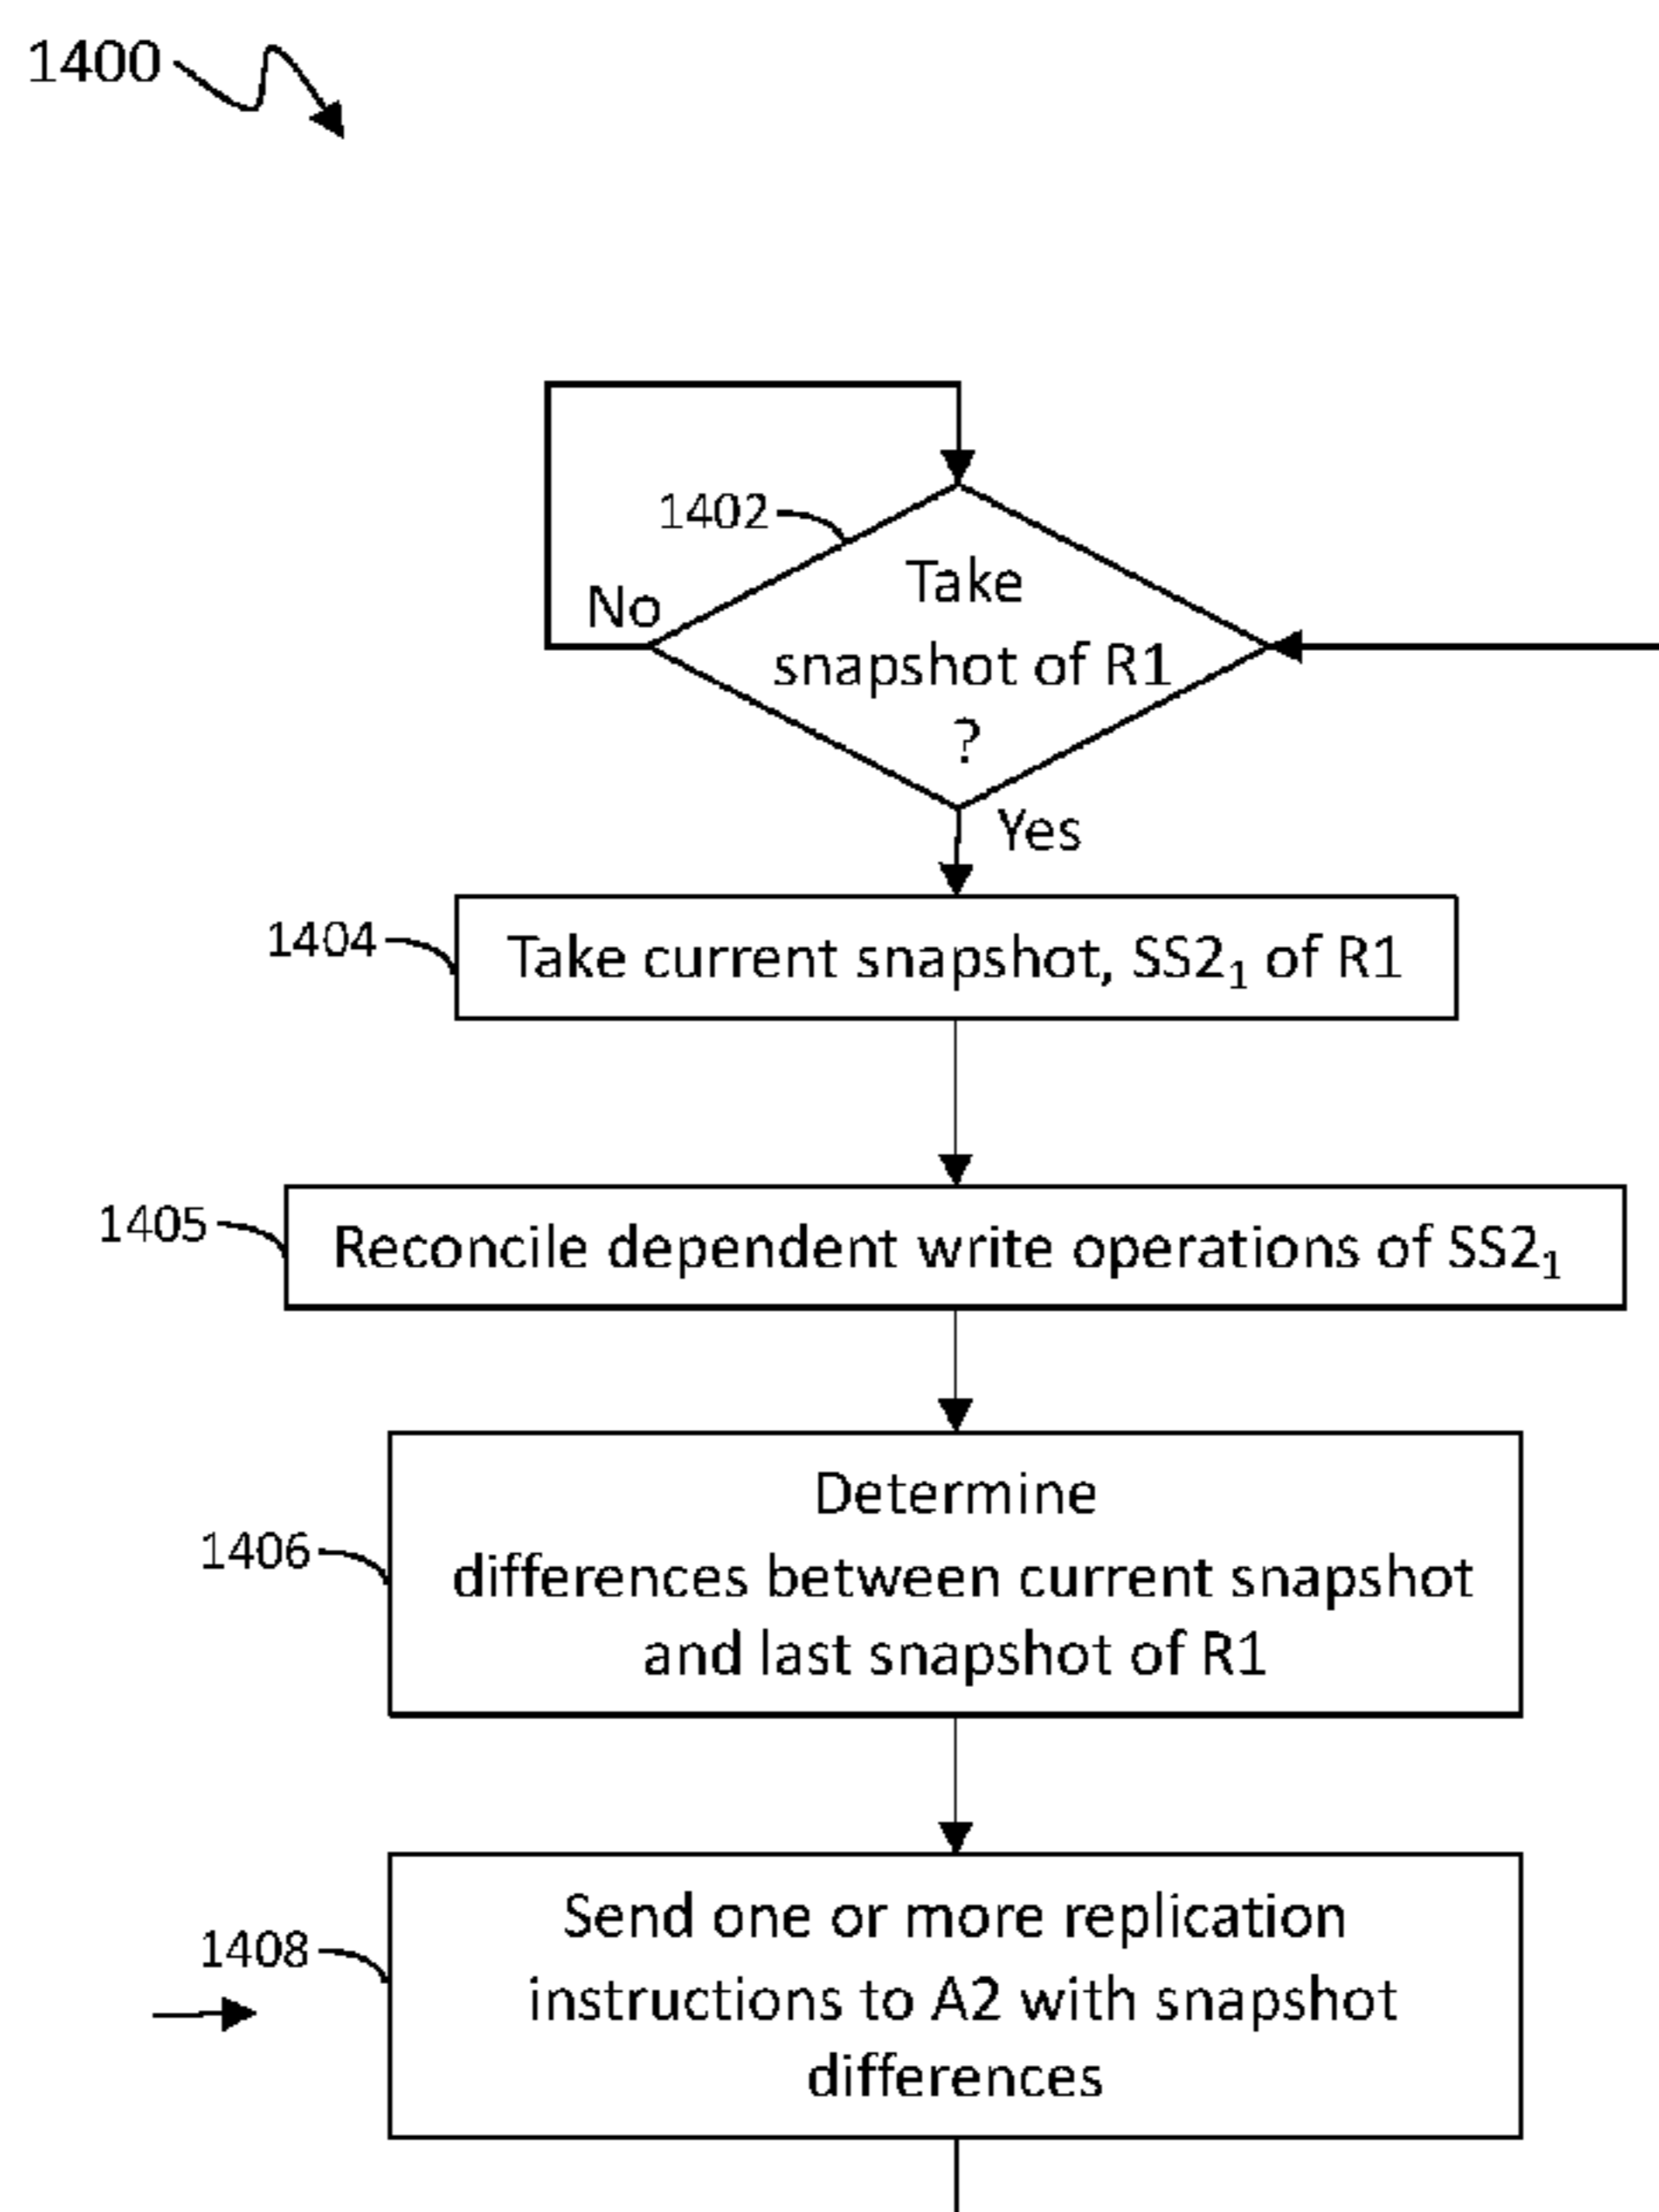 1400
1402
Take
No
snapshot of R1
?
Yes
1404
Take current snapshot, SS2₁ of R1
1405
Reconcile dependent write operations of SS2₁
Determine
1406
differences between current snapshot
and last snapshot of R1
Send one or more replication
1408
instructions to A2 with snapshot
differences